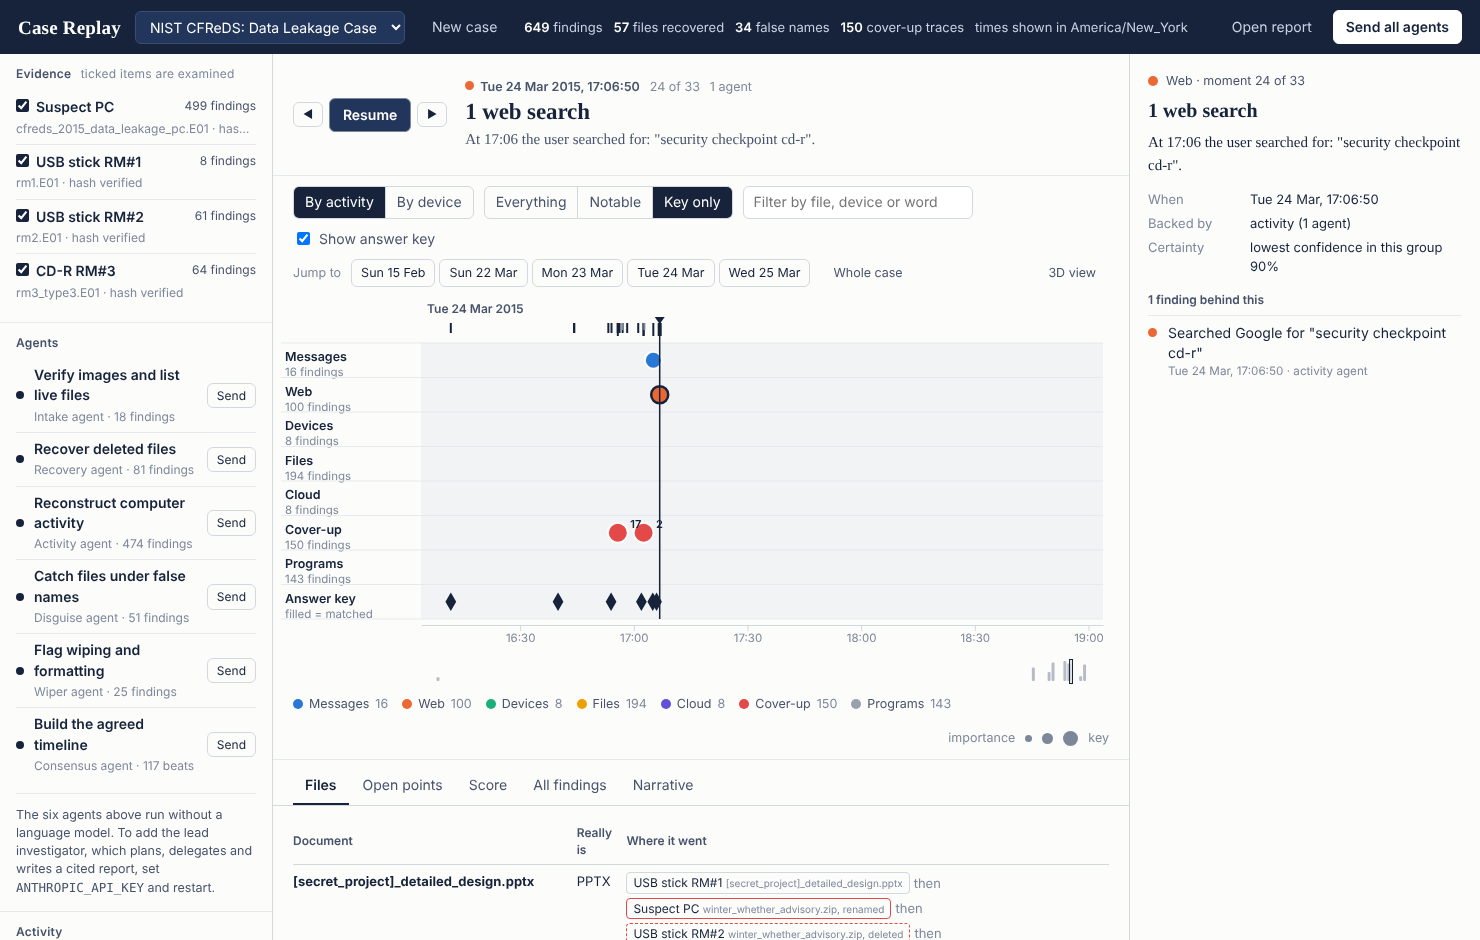 Case Replay
NIST CFReDS: Data Leakage Case
New case
649 findings 57 files recovered 34 false names 150 cover-up traces times shown in America/New_York
Open report
Send all agents
Evidence ticked items are examined
Suspect PC 499 findings
cfreds_2015_data_leakage_pc.E01 · has...
USB stick RM#1 8 findings
rm1.E01 · hash verified
USB stick RM#2 61 findings
rm2.E01 · hash verified
CD-R RM#3 64 findings
rm3_type3.E01 · hash verified
Agents
Verify images and list
live files
Intake agent · 18 findings
Send
Recover deleted files
Recovery agent · 81 findings
Send
Reconstruct computer
activity
Activity agent · 474 findings
Send
Catch files under false
names
Disguise agent · 51 findings
Send
Flag wiping and
formatting
Wiper agent · 25 findings
Send
Build the agreed
timeline
Consensus agent · 117 beats
Send
The six agents above run without a
language model. To add the lead
investigator, which plans, delegates and
writes a cited report, set
ANTHROPIC_API_KEY and restart.
Activity
Resume
Tue 24 Mar 2015, 17:06:50 24 of 33 1 agent
1 web search
At 17:06 the user searched for: "security checkpoint cd-r".
By activity By device
Everything Notable Key only
Filter by file, device or word
Show answer key
Jump to Sun 15 Feb Sun 22 Mar Mon 23 Mar Tue 24 Mar Wed 25 Mar Whole case 3D view
Tue 24 Mar 2015
Messages
16 findings
Web
100 findings
Devices
8 findings
Files
194 findings
Cloud
8 findings
Cover-up
150 findings
17 2
Programs
143 findings
Answer key
filled = matched
16:30 17:00 17:30 18:00 18:30 19:00
Messages 16 Web 100 Devices 8 Files 194 Cloud 8 Cover-up 150 Programs 143
importance key
Files Open points Score All findings Narrative
Document Really is Where it went
[secret_project]_detailed_design.pptx PPTX USB stick RM#1 [secret_project]_detailed_design.pptx then
Suspect PC winter_whether_advisory.zip, renamed then
USB stick RM#2 winter_whether_advisory.zip, deleted then
Web · moment 24 of 33
1 web search
At 17:06 the user searched for: "security checkpoint
cd-r".
When Tue 24 Mar, 17:06:50
Backed by activity (1 agent)
Certainty lowest confidence in this group
90%
1 finding behind this
Searched Google for "security checkpoint
cd-r"
Tue 24 Mar, 17:06:50 · activity agent